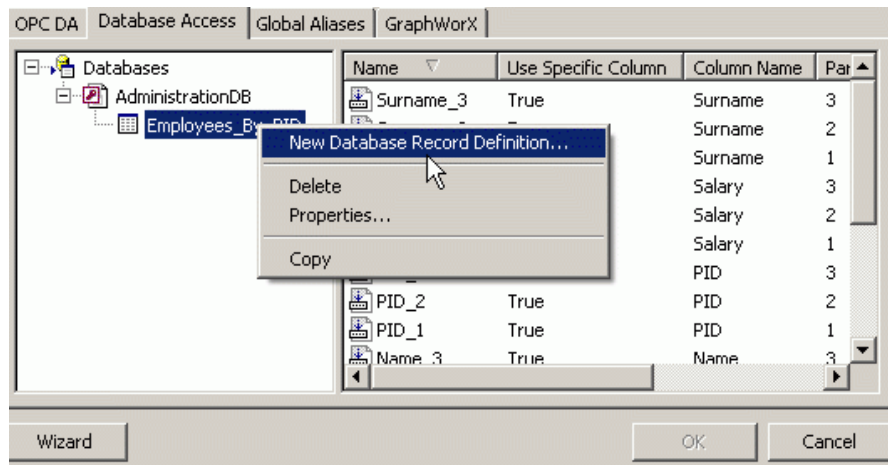 OPC DA Database Access Global Aliases GraphWorX
Databases
AdministrationDB
Employees_By_PID
Name Use Specific Column Column Name Par
Surname_3 True Surname 3
Surname 2
Surname 1
Salary 3
Salary 2
Salary 1
PID 3
PID_2 True PID 2
PID_1 True PID 1
Name_3 True Name 3
New Database Record Definition...
Delete
Properties...
Copy
Wizard OK Cancel